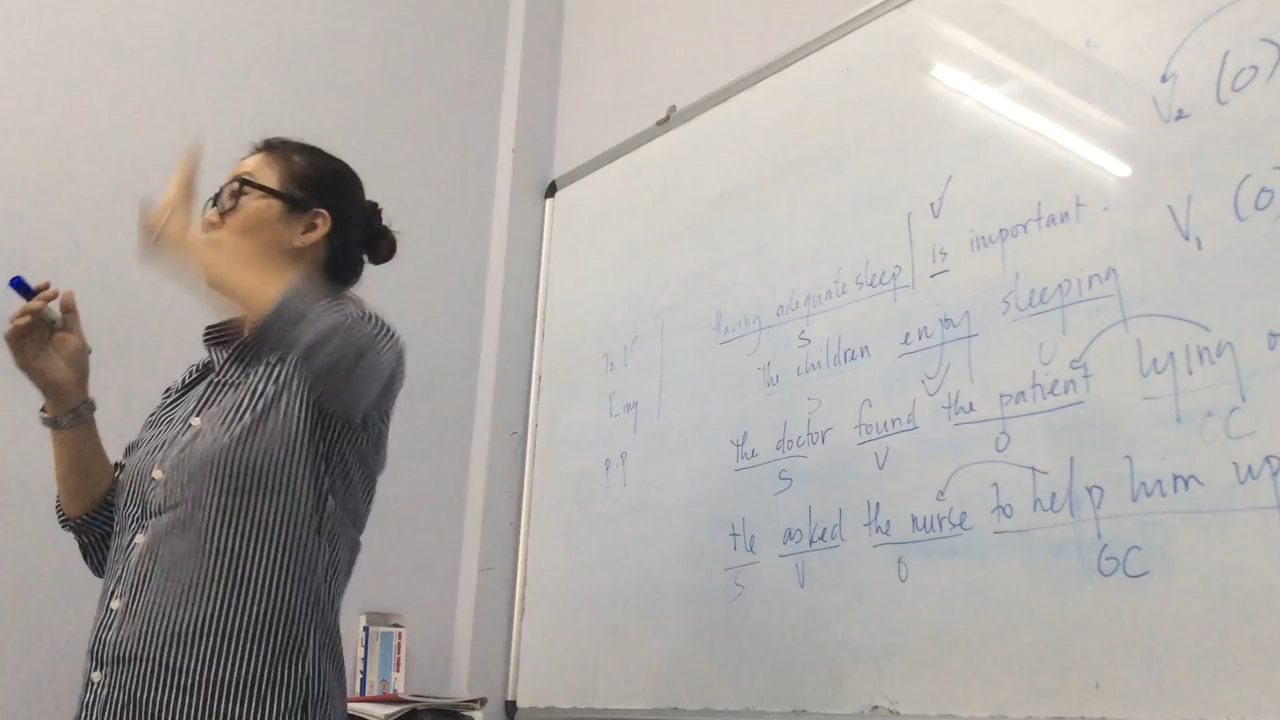 V₂ (O)
V₁ (O
Having adequate sleep | is important.
S V
The children enjoy sleeping
S V O
The doctor found the patient lying o
S V O OC
He asked the nurse to help him up
S V O OC
To V
V_ing
P.P